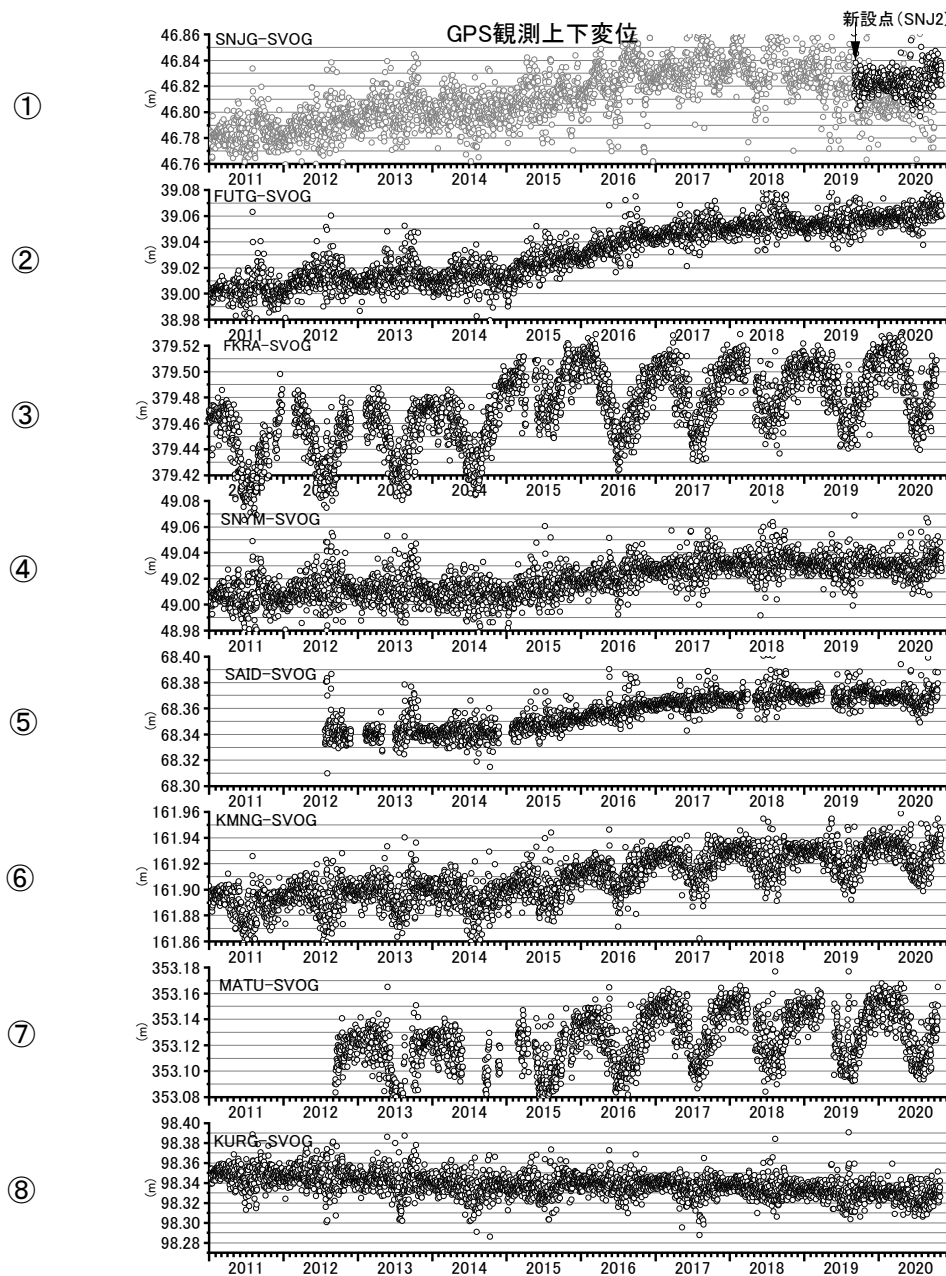 GPS観測上下変位
新設点(SNJ2)
①
SNJG-SVOG
(m)
46.86
46.84
46.82
46.80
46.78
46.76
2011 2012 2013 2014 2015 2016 2017 2018 2019 2020
②
FUTG-SVOG
(m)
39.08
39.06
39.04
39.02
39.00
38.98
2011 2012 2013 2014 2015 2016 2017 2018 2019 2020
③
FKRA-SVOG
(m)
379.52
379.50
379.48
379.46
379.44
379.42
2011 2012 2013 2014 2015 2016 2017 2018 2019 2020
④
SNYM-SVOG
(m)
49.08
49.06
49.04
49.02
49.00
48.98
2011 2012 2013 2014 2015 2016 2017 2018 2019 2020
⑤
SAID-SVOG
(m)
68.40
68.38
68.36
68.34
68.32
68.30
2011 2012 2013 2014 2015 2016 2017 2018 2019 2020
⑥
KMNG-SVOG
(m)
161.96
161.94
161.92
161.90
161.88
161.86
2011 2012 2013 2014 2015 2016 2017 2018 2019 2020
⑦
MATU-SVOG
(m)
353.18
353.16
353.14
353.12
353.10
353.08
2011 2012 2013 2014 2015 2016 2017 2018 2019 2020
⑧
KURG-SVOG
(m)
98.40
98.38
98.36
98.34
98.32
98.30
98.28
2011 2012 2013 2014 2015 2016 2017 2018 2019 2020